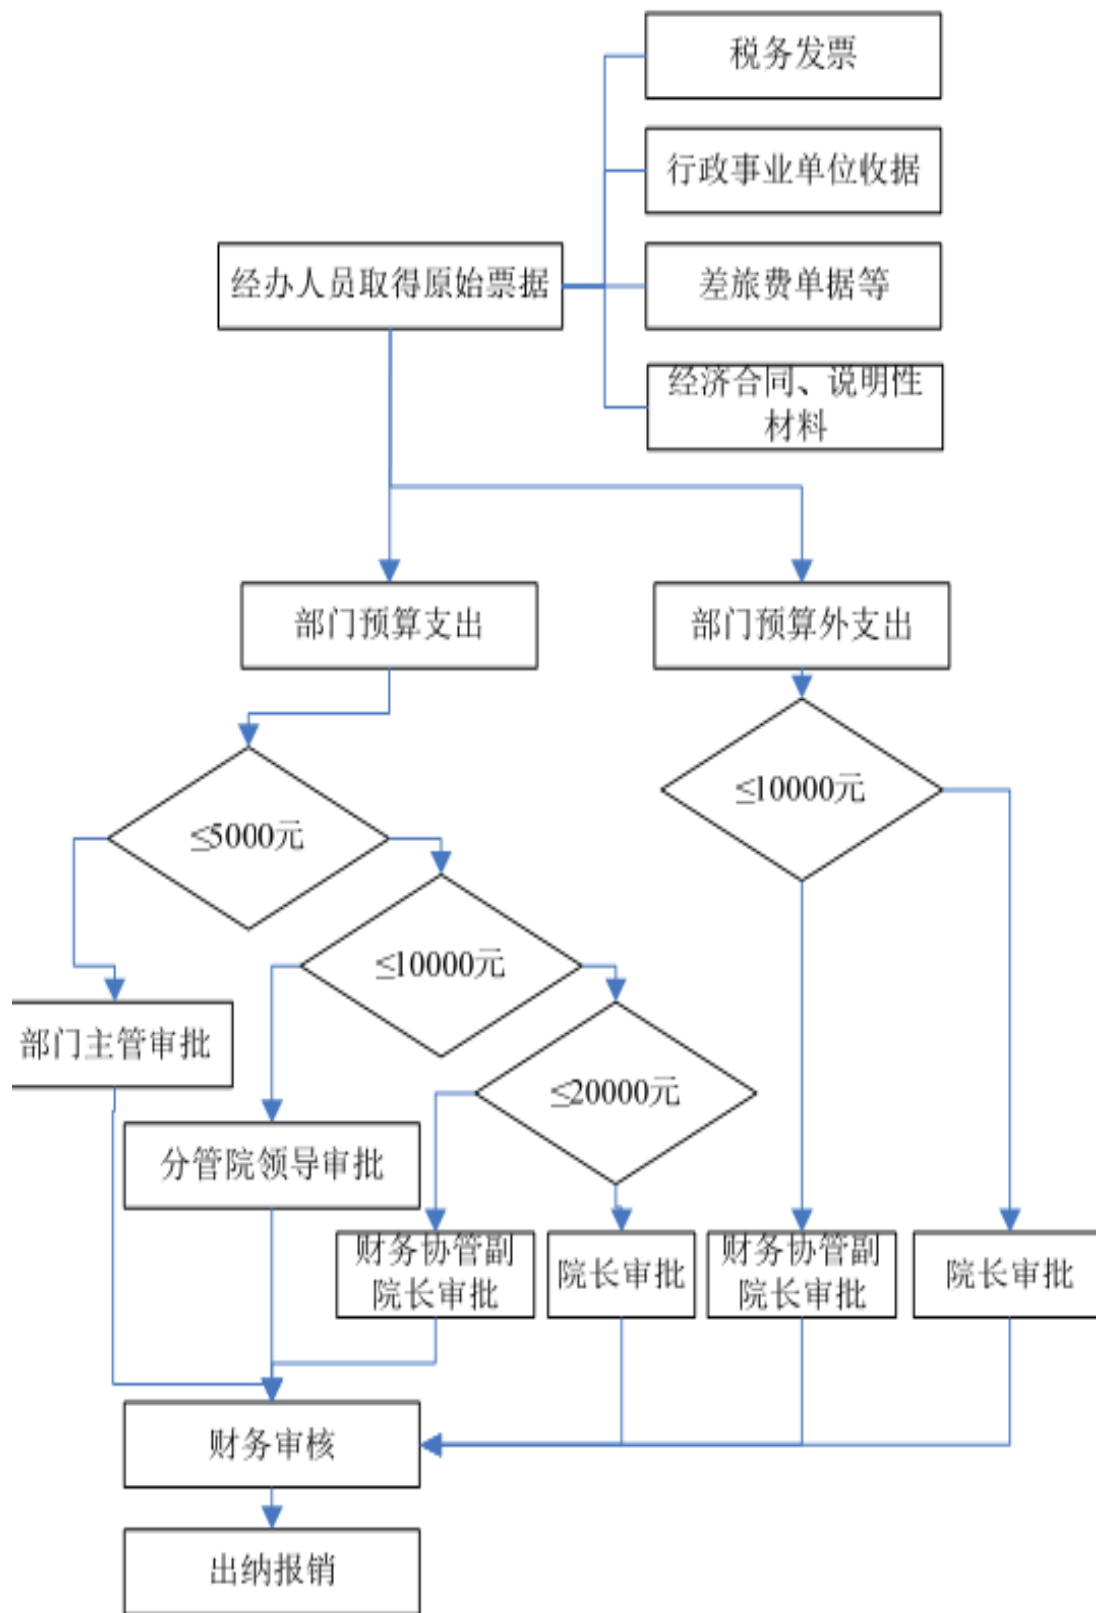 税务发票
行政事业单位收据
经办人员取得原始票据
差旅费单据等
经济合同、说明性
材料
部门预算支出
部门预算外支出
≤10000元
≤5000元
≤10000元
部门主管审批
≤20000元
分管院领导审批
财务协管副
院长审批
院长审批
财务协管副
院长审批
院长审批
财务审核
出纳报销